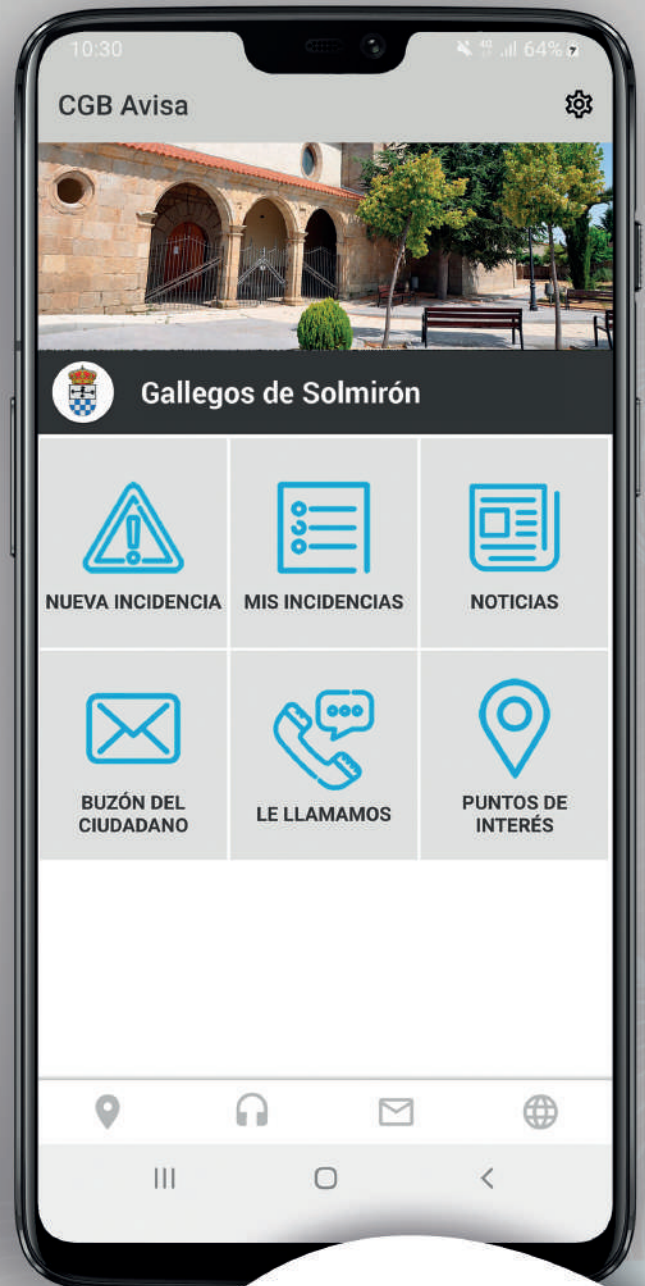 10:30
4G
64%
CGB Avisa
Gallegos de Solmirón
NUEVA INCIDENCIA
MIS INCIDENCIAS
NOTICIAS
BUZÓN DEL
CIUDADANO
LE LLAMAMOS
PUNTOS DE
INTERÉS